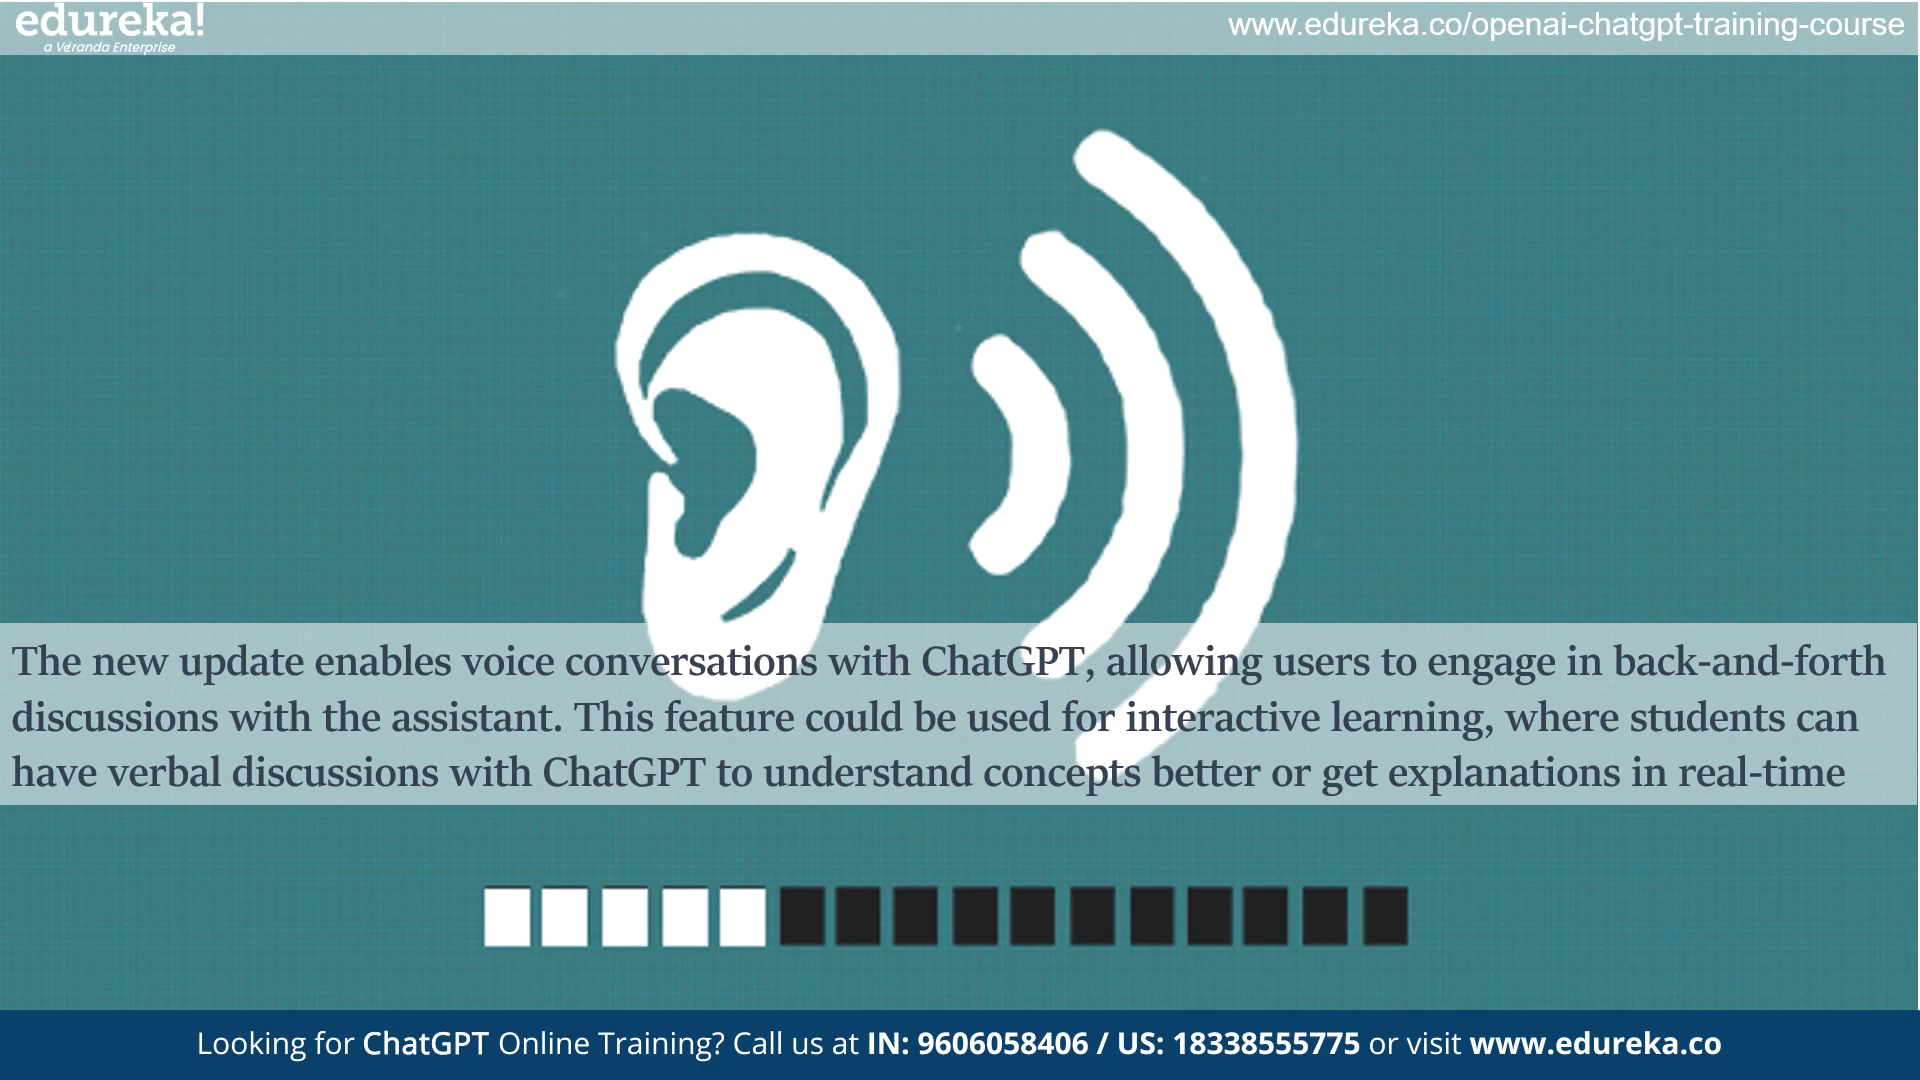 edureka!
www.edureka.co/openai-chatgpt-training-course
a Veranda Enterprise
The new update enables voice conversations with ChatGPT, allowing users to engage in back-and-forth
discussions with the assistant. This feature could be used for interactive learning, where students can
have verbal discussions with ChatGPT to understand concepts better or get explanations in real-time
Looking for ChatGPT Online Training? Call us at IN: 9606058406 / US: 18338555775 or visit www.edureka.co